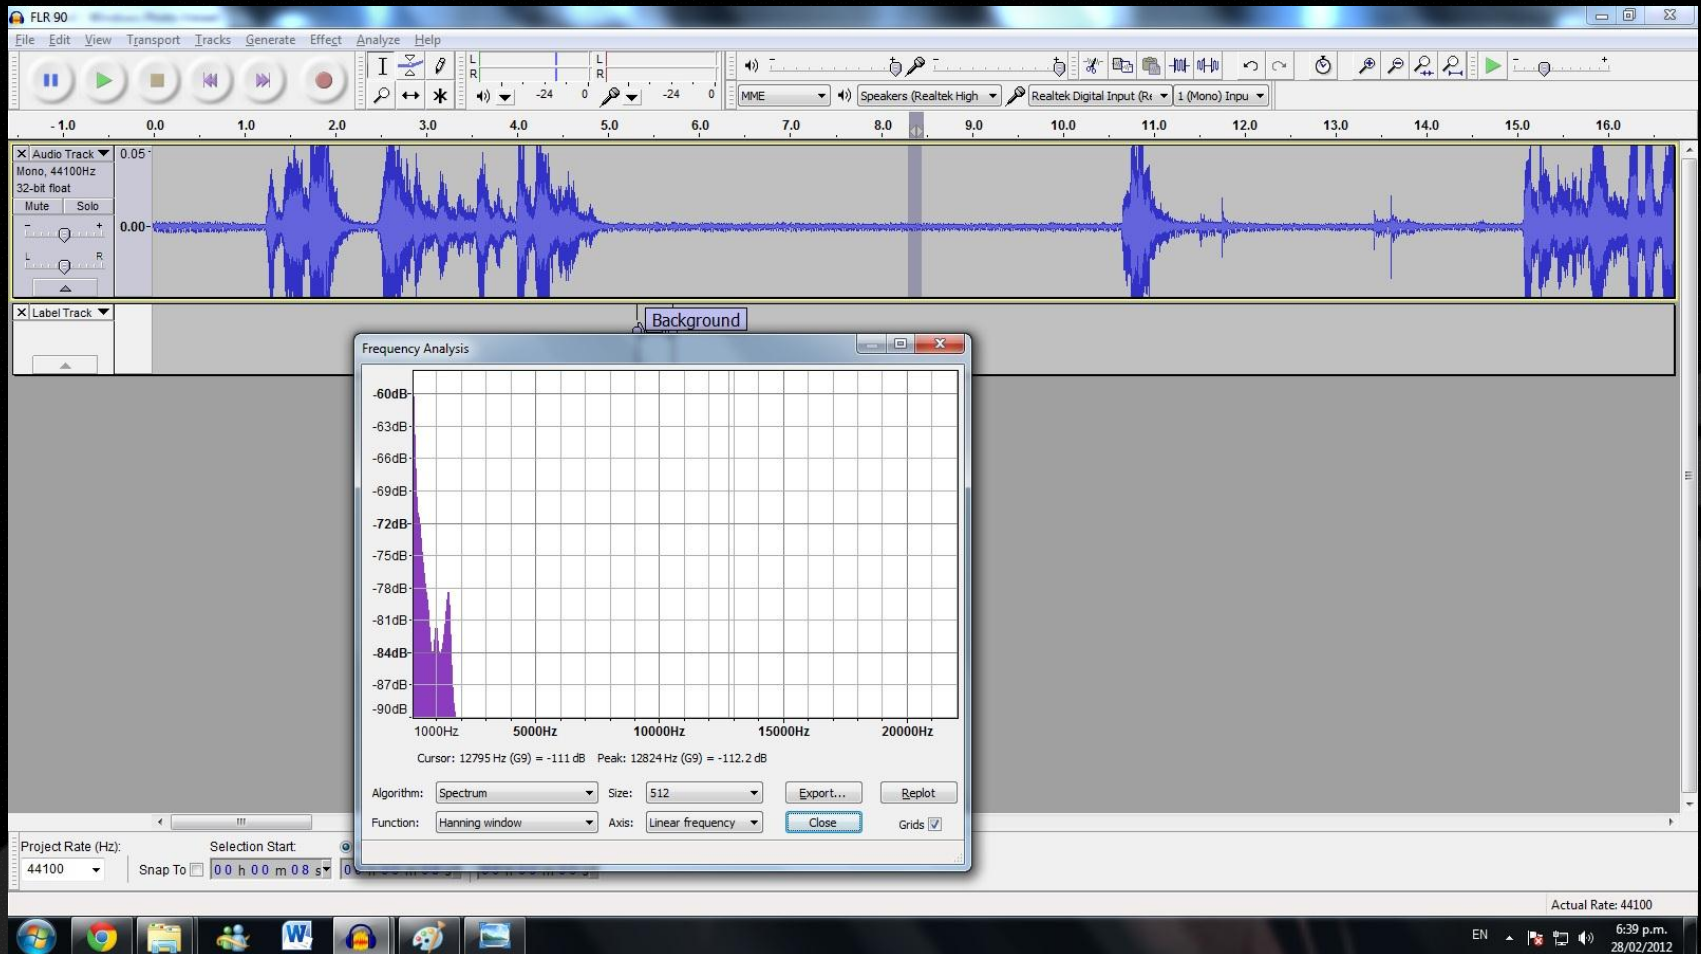 FLR 90
File Edit View Transport Tracks Generate Effect Analyze Help
L
R
-24 0
L
R
-24 0
MME
Speakers (Realtek High
Realtek Digital Input (Re
1 (Mono) Inpu
- 1.0 0.0 1.0 2.0 3.0 4.0 5.0 6.0 7.0 8.0 9.0 10.0 11.0 12.0 13.0 14.0 15.0 16.0
X Audio Track
Mono, 44100Hz
32-bit float
Mute Solo
- +
L R
0.05
0.00
X Label Track
Background
Frequency Analysis
-60dB
-63dB
-66dB
-69dB
-72dB
-75dB
-78dB
-81dB
-84dB
-87dB
-90dB
1000Hz 5000Hz 10000Hz 15000Hz 20000Hz
Cursor: 12795 Hz (G9) = -111 dB Peak: 12824 Hz (G9) = -112.2 dB
Algorithm: Spectrum Size: 512 Export... Replot
Function: Hanning window Axis: Linear frequency Close Grids
Project Rate (Hz): Selection Start:
44100 Snap To 00 h 00 m 08 s
Actual Rate: 44100
EN
6:39 p.m.
28/02/2012